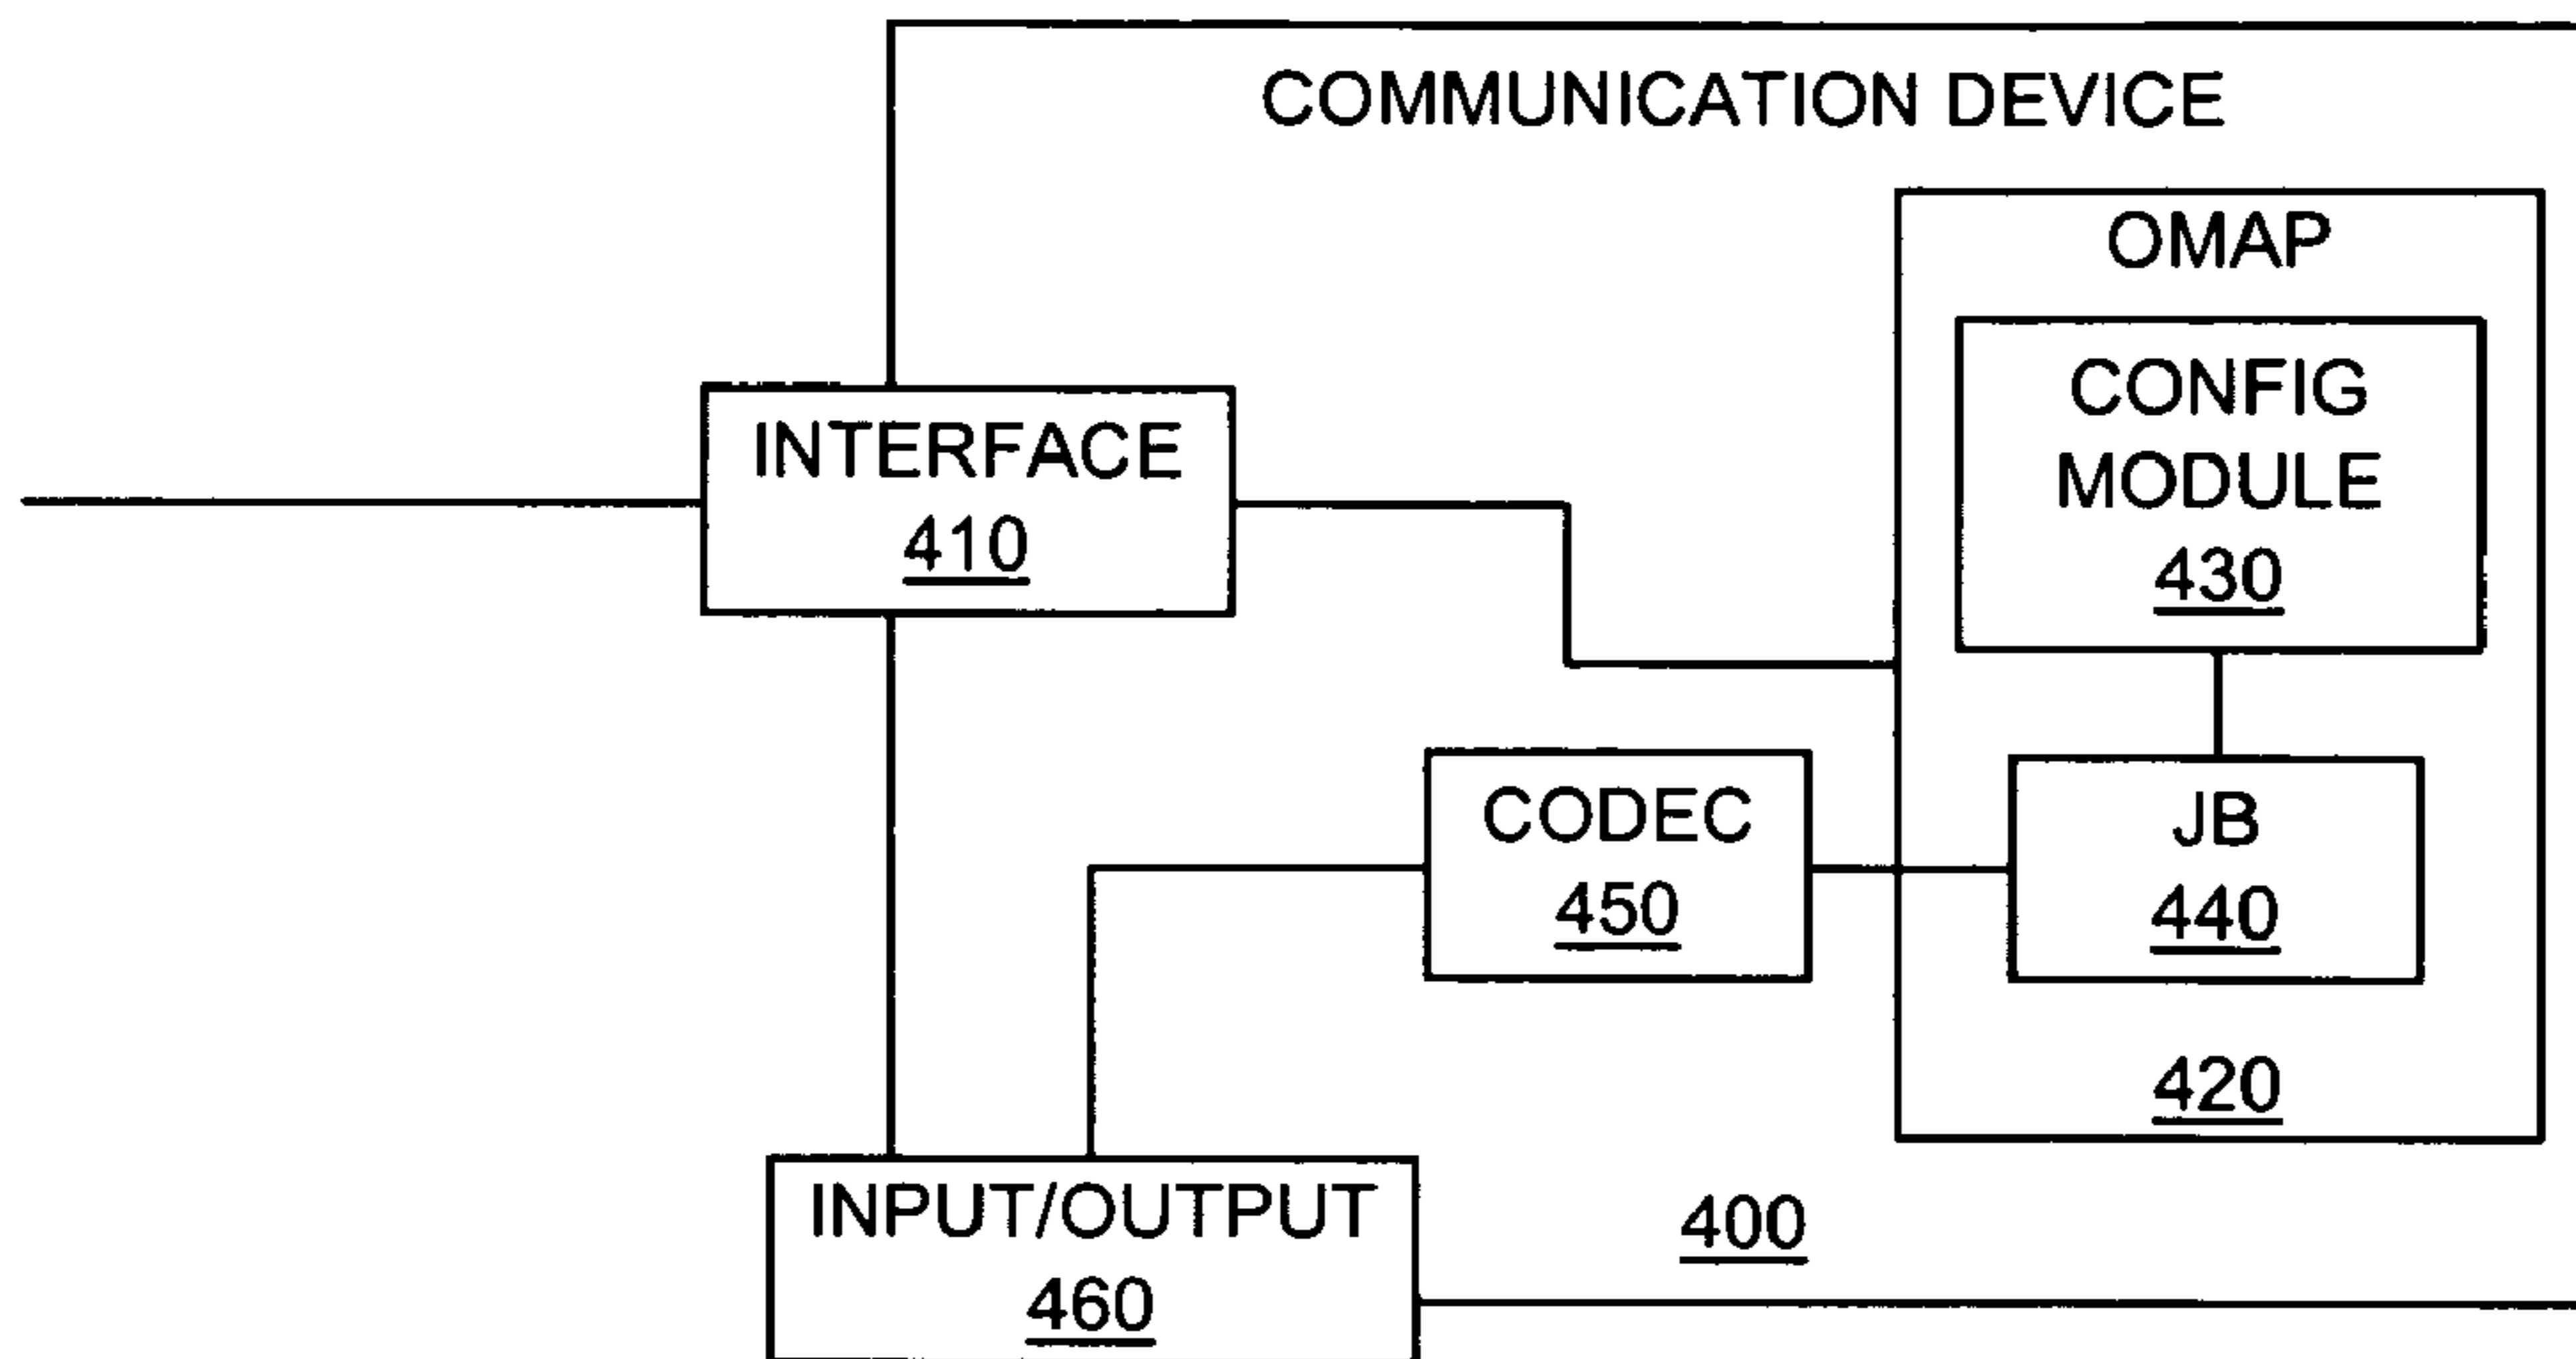 COMMUNICATION DEVICE
OMAP
CONFIG
MODULE
430
INTERFACE
410
CODEC
450
JB
440
420
INPUT/OUTPUT
460
400